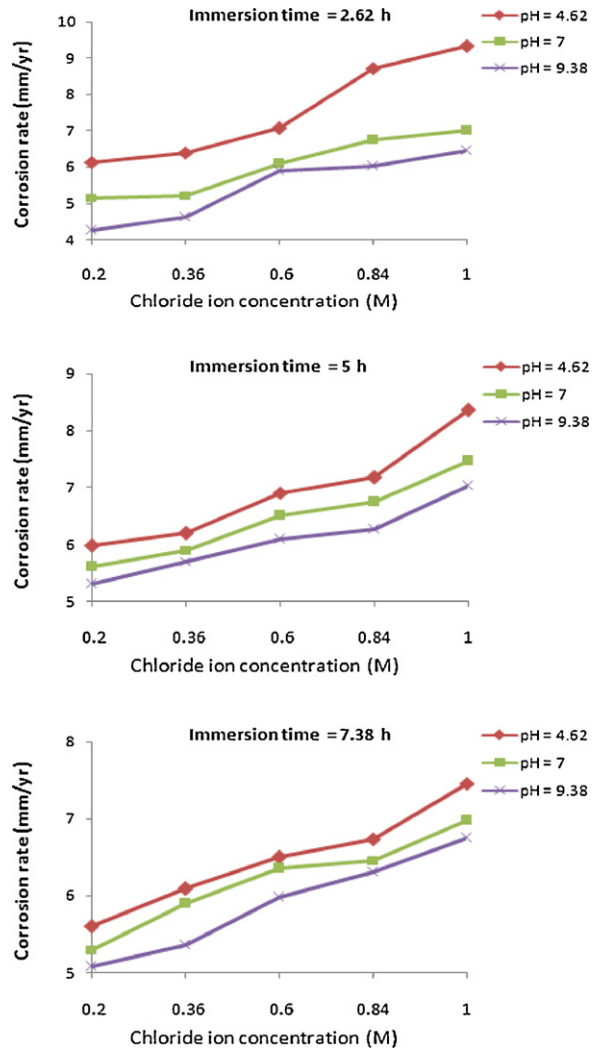 Immersion time = 2.62 h
Corrosion rate (mm/yr)
10
9
8
7
6
5
4
0.2 0.36 0.6 0.84 1
Chloride ion concentration (M)
pH = 4.62
pH = 7
pH = 9.38
Immersion time = 5 h
Corrosion rate (mm/yr)
9
8
7
6
5
0.2 0.36 0.6 0.84 1
Chloride ion concentration (M)
pH = 4.62
pH = 7
pH = 9.38
Immersion time = 7.38 h
Corrosion rate (mm/yr)
8
7
6
5
0.2 0.36 0.6 0.84 1
Chloride ion concentration (M)
pH = 4.62
pH = 7
pH = 9.38